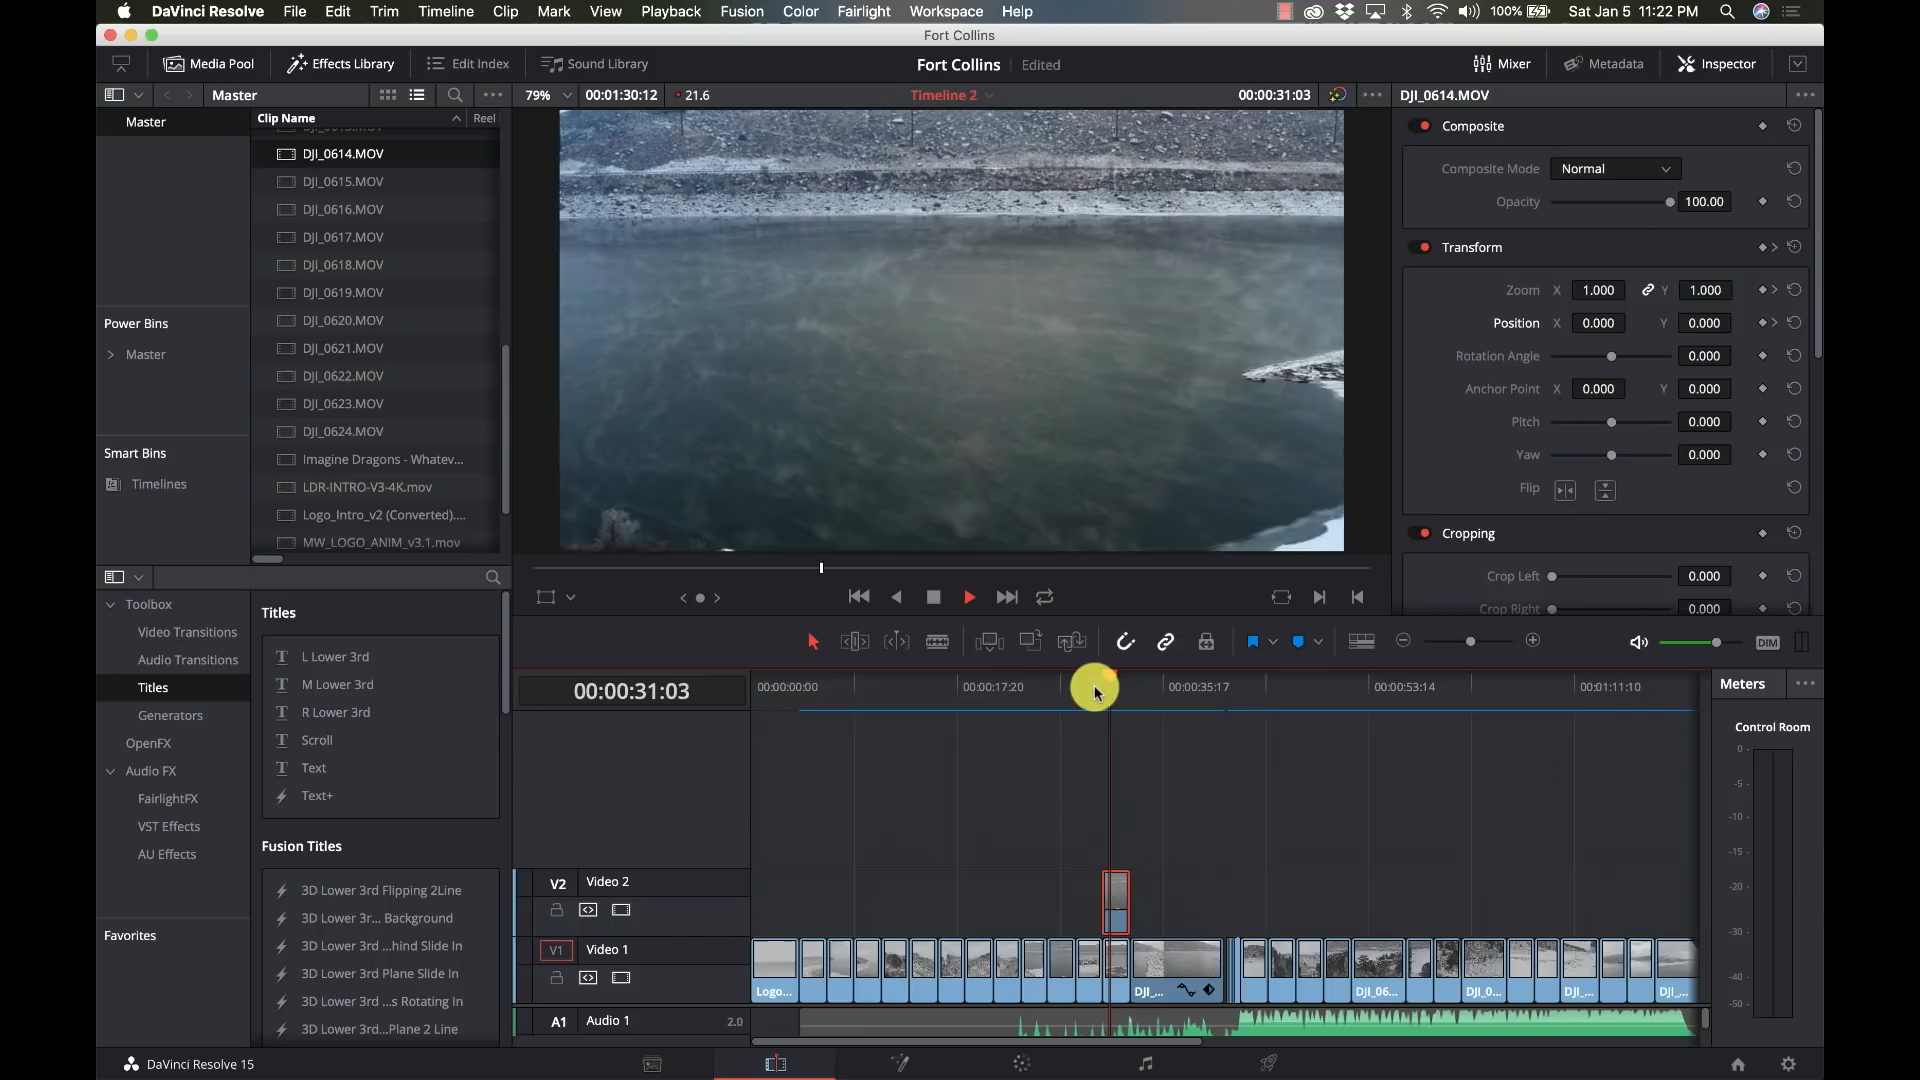 DaVinci Resolve File Edit Trim Timeline Clip Mark View Playback Fusion Color Fairlight Workspace Help 100% Sat Jan 5 11:22 PM
Fort Collins
Media Pool Effects Library Edit Index Sound Library Fort Collins Edited Mixer Metadata Inspector
Master 79% 00:01:30:12 21.6 Timeline 2 00:00:31:03 DJI_0614.MOV
Master
Clip Name Reel
DJI_0614.MOV
DJI_0615.MOV
DJI_0616.MOV
DJI_0617.MOV
DJI_0618.MOV
DJI_0619.MOV
DJI_0620.MOV
DJI_0621.MOV
DJI_0622.MOV
DJI_0623.MOV
DJI_0624.MOV
Imagine Dragons - Whatev...
LDR-INTRO-V3-4K.mov
Logo_Intro_v2 (Converted)....
MW_LOGO_ANIM_v3.1.mov
Power Bins
Master
Smart Bins
Timelines
Composite
Composite Mode Normal
Opacity 100.00
Transform
Zoom X 1.000 Y 1.000
Position X 0.000 Y 0.000
Rotation Angle 0.000
Anchor Point X 0.000 Y 0.000
Pitch 0.000
Yaw 0.000
Flip
Cropping
Crop Left 0.000
Crop Right 0.000
Toolbox
Video Transitions
Audio Transitions
Titles
Generators
OpenFX
Audio FX
FairlightFX
VST Effects
AU Effects
Favorites
Titles
L Lower 3rd
M Lower 3rd
R Lower 3rd
Scroll
Text
Text+
Fusion Titles
3D Lower 3rd Flipping 2Line
3D Lower 3r... Background
3D Lower 3rd ...hind Slide In
3D Lower 3rd Plane Slide In
3D Lower 3rd ...s Rotating In
3D Lower 3rd...Plane 2 Line
DIM
00:00:31:03
00:00:00:00 00:00:17:20 00:00:35:17 00:00:53:14 00:01:11:10
Meters
Control Room
0
-5
-10
-15
-20
-30
-40
-50
V2 Video 2
V1 Video 1
Logo... DJI_... DJI_06... DJI_0... DJI_... DJI_...
A1 Audio 1 2.0
DaVinci Resolve 15